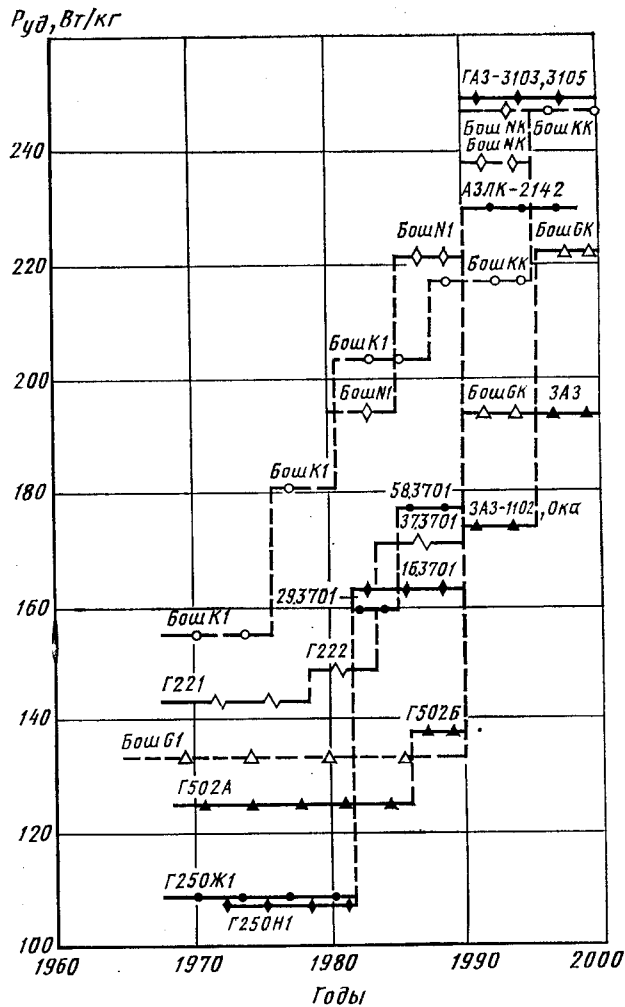 Pуд, Вт/кг
ГАЗ-3103,3105
Бош NK
Бош KK
Бош NK
240
АЗЛК-2142
Бош N1
Бош GK
Бош KK
220
Бош K1
200
Бош N1
Бош GK
ЗАЗ
Бош K1
180
58.3701
37.3701
ЗАЗ-1102, Ока
16.3701
29.3701
160
Бош K1
Г222
Г221
Г502Б
140
Бош G1
Г502А
120
Г250Ж1
Г250Н1
100
1960
1970
1980
1990
2000
Годы